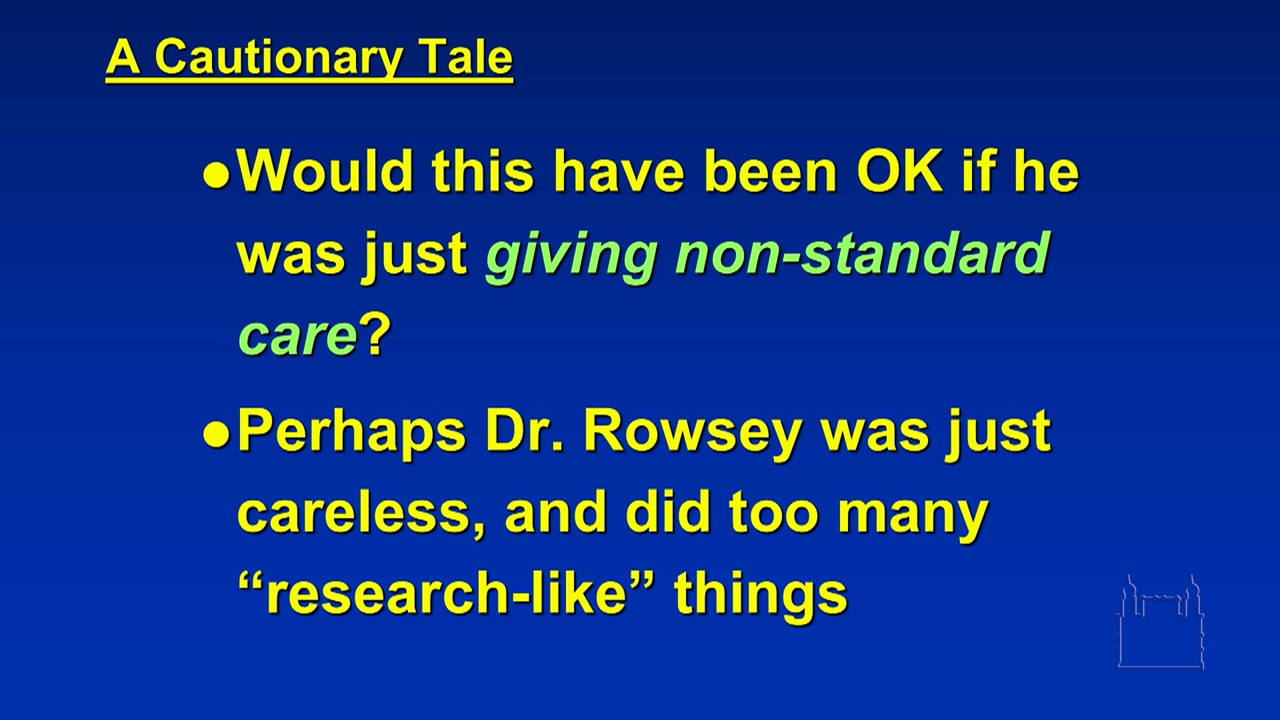 A Cautionary Tale
●Would this have been OK if he
was just giving non-standard
care?
●Perhaps Dr. Rowsey was just
careless, and did too many
“research-like” things